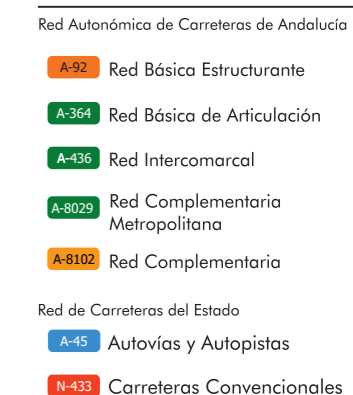 Red Autonómica de Carreteras de Andalucía
A-92 Red Básica Estructurante
A-364 Red Básica de Articulación
A-436 Red Intercomarcal
A-8029 Red Complementaria
Metropolitana
A-8102 Red Complementaria
Red de Carreteras del Estado
A-45 Autovías y Autopistas
N-433 Carreteras Convencionales